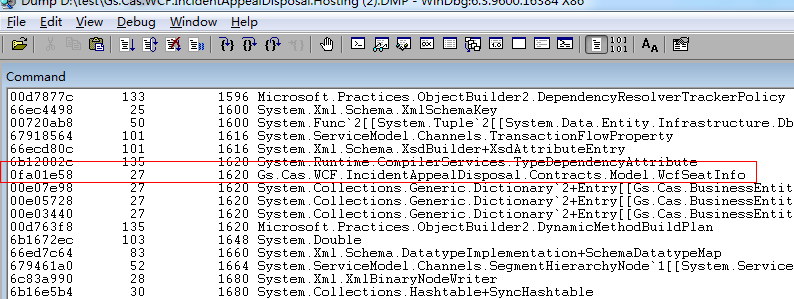 Dump D:\test\Gs.Cas.WCF.IncidentAppealDisposal.Hosting (2).DMP - WinDbg:6.3.9600.16384 X86
File Edit View Debug Window Help
Command
00d7877c 133 1596 Microsoft.Practices.ObjectBuilder2.DependencyResolverTrackerPolicy
66ec4498 25 1600 System.Xml.Schema.XmlSchemaKey
00720ab8 50 1600 System.Func`2[[System.Tuple`2[[System.Data.Entity.Infrastructure.Db
67918564 101 1616 System.ServiceModel.Channels.TransactionFlowProperty
66ecd80c 101 1616 System.Xml.Schema.XsdBuilder+XsdAttributeEntry
6b12002c 135 1620 System.Runtime.CompilerServices.TypeDependencyAttribute
0fa01e58 27 1620 Gs.Cas.WCF.IncidentAppealDisposal.Contracts.Model.WcfSeatInfo
00e07e98 27 1620 System.Collections.Generic.Dictionary`2+Entry[[Gs.Cas.BusinessEntit
00e05728 27 1620 System.Collections.Generic.Dictionary`2+Entry[[Gs.Cas.BusinessEntit
00e03440 27 1620 System.Collections.Generic.Dictionary`2+Entry[[Gs.Cas.BusinessEntit
00d763f8 135 1620 Microsoft.Practices.ObjectBuilder2.DynamicMethodBuildPlan
6b1672ec 103 1648 System.Double
66ed7c64 83 1660 System.Xml.Schema.DatatypeImplementation+SchemaDatatypeMap
679461a0 52 1664 System.ServiceModel.Channels.SegmentHierarchyNode`1[[System.Service
6c83a990 28 1680 System.Xml.XmlBinaryNodeWriter
6b16e5b4 30 1680 System.Collections.Hashtable+SyncHashtable